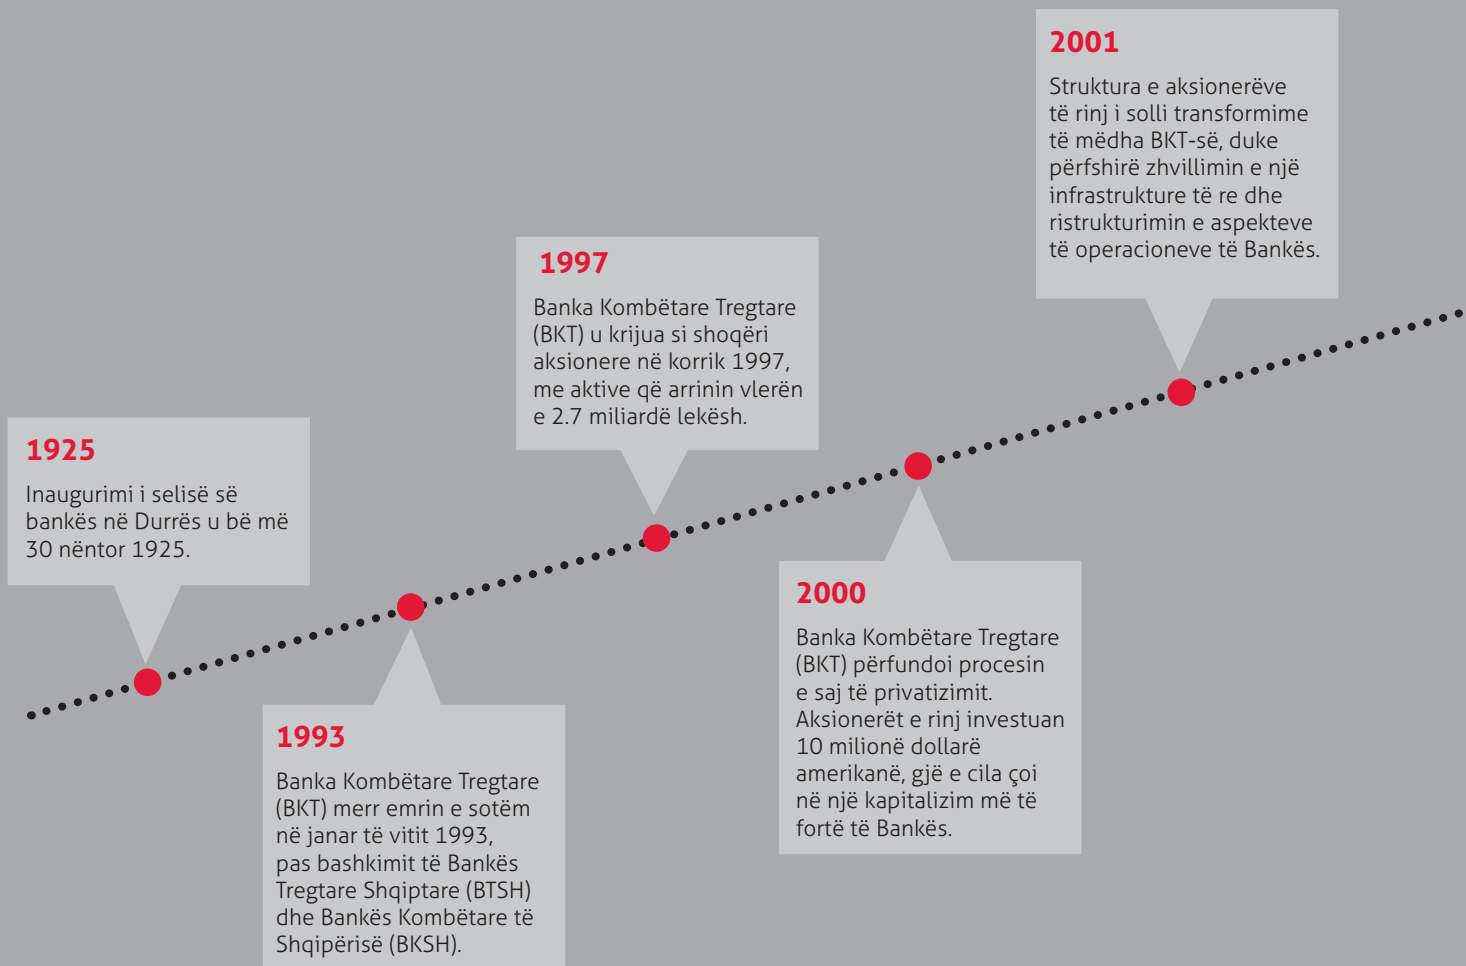 1925
Inaugurimi i selisë së
bankës në Durrës u bë më
30 nëntor 1925.
1993
Banka Kombëtare Tregtare
(BKT) merr emrin e sotëm
në janar të vitit 1993,
pas bashkimit të Bankës
Tregtare Shqiptare (BTSH)
dhe Bankës Kombëtare të
Shqipërisë (BKSH).
1997
Banka Kombëtare Tregtare
(BKT) u krijua si shoqëri
aksionere në korrik 1997,
me aktive që arrinin vlerën
e 2.7 miliardë lekësh.
2000
Banka Kombëtare Tregtare
(BKT) përfundoi procesin
e saj të privatizimit.
Aksionerët e rinj investuan
10 milionë dollarë
amerikanë, gjë e cila çoi
në një kapitalizim më të
fortë të Bankës.
2001
Struktura e aksionerëve
të rinj i solli transformime
të mëdha BKT-së, duke
përfshirë zhvillimin e një
infrastrukture të re dhe
ristrukturimin e aspekteve
të operacioneve të Bankës.